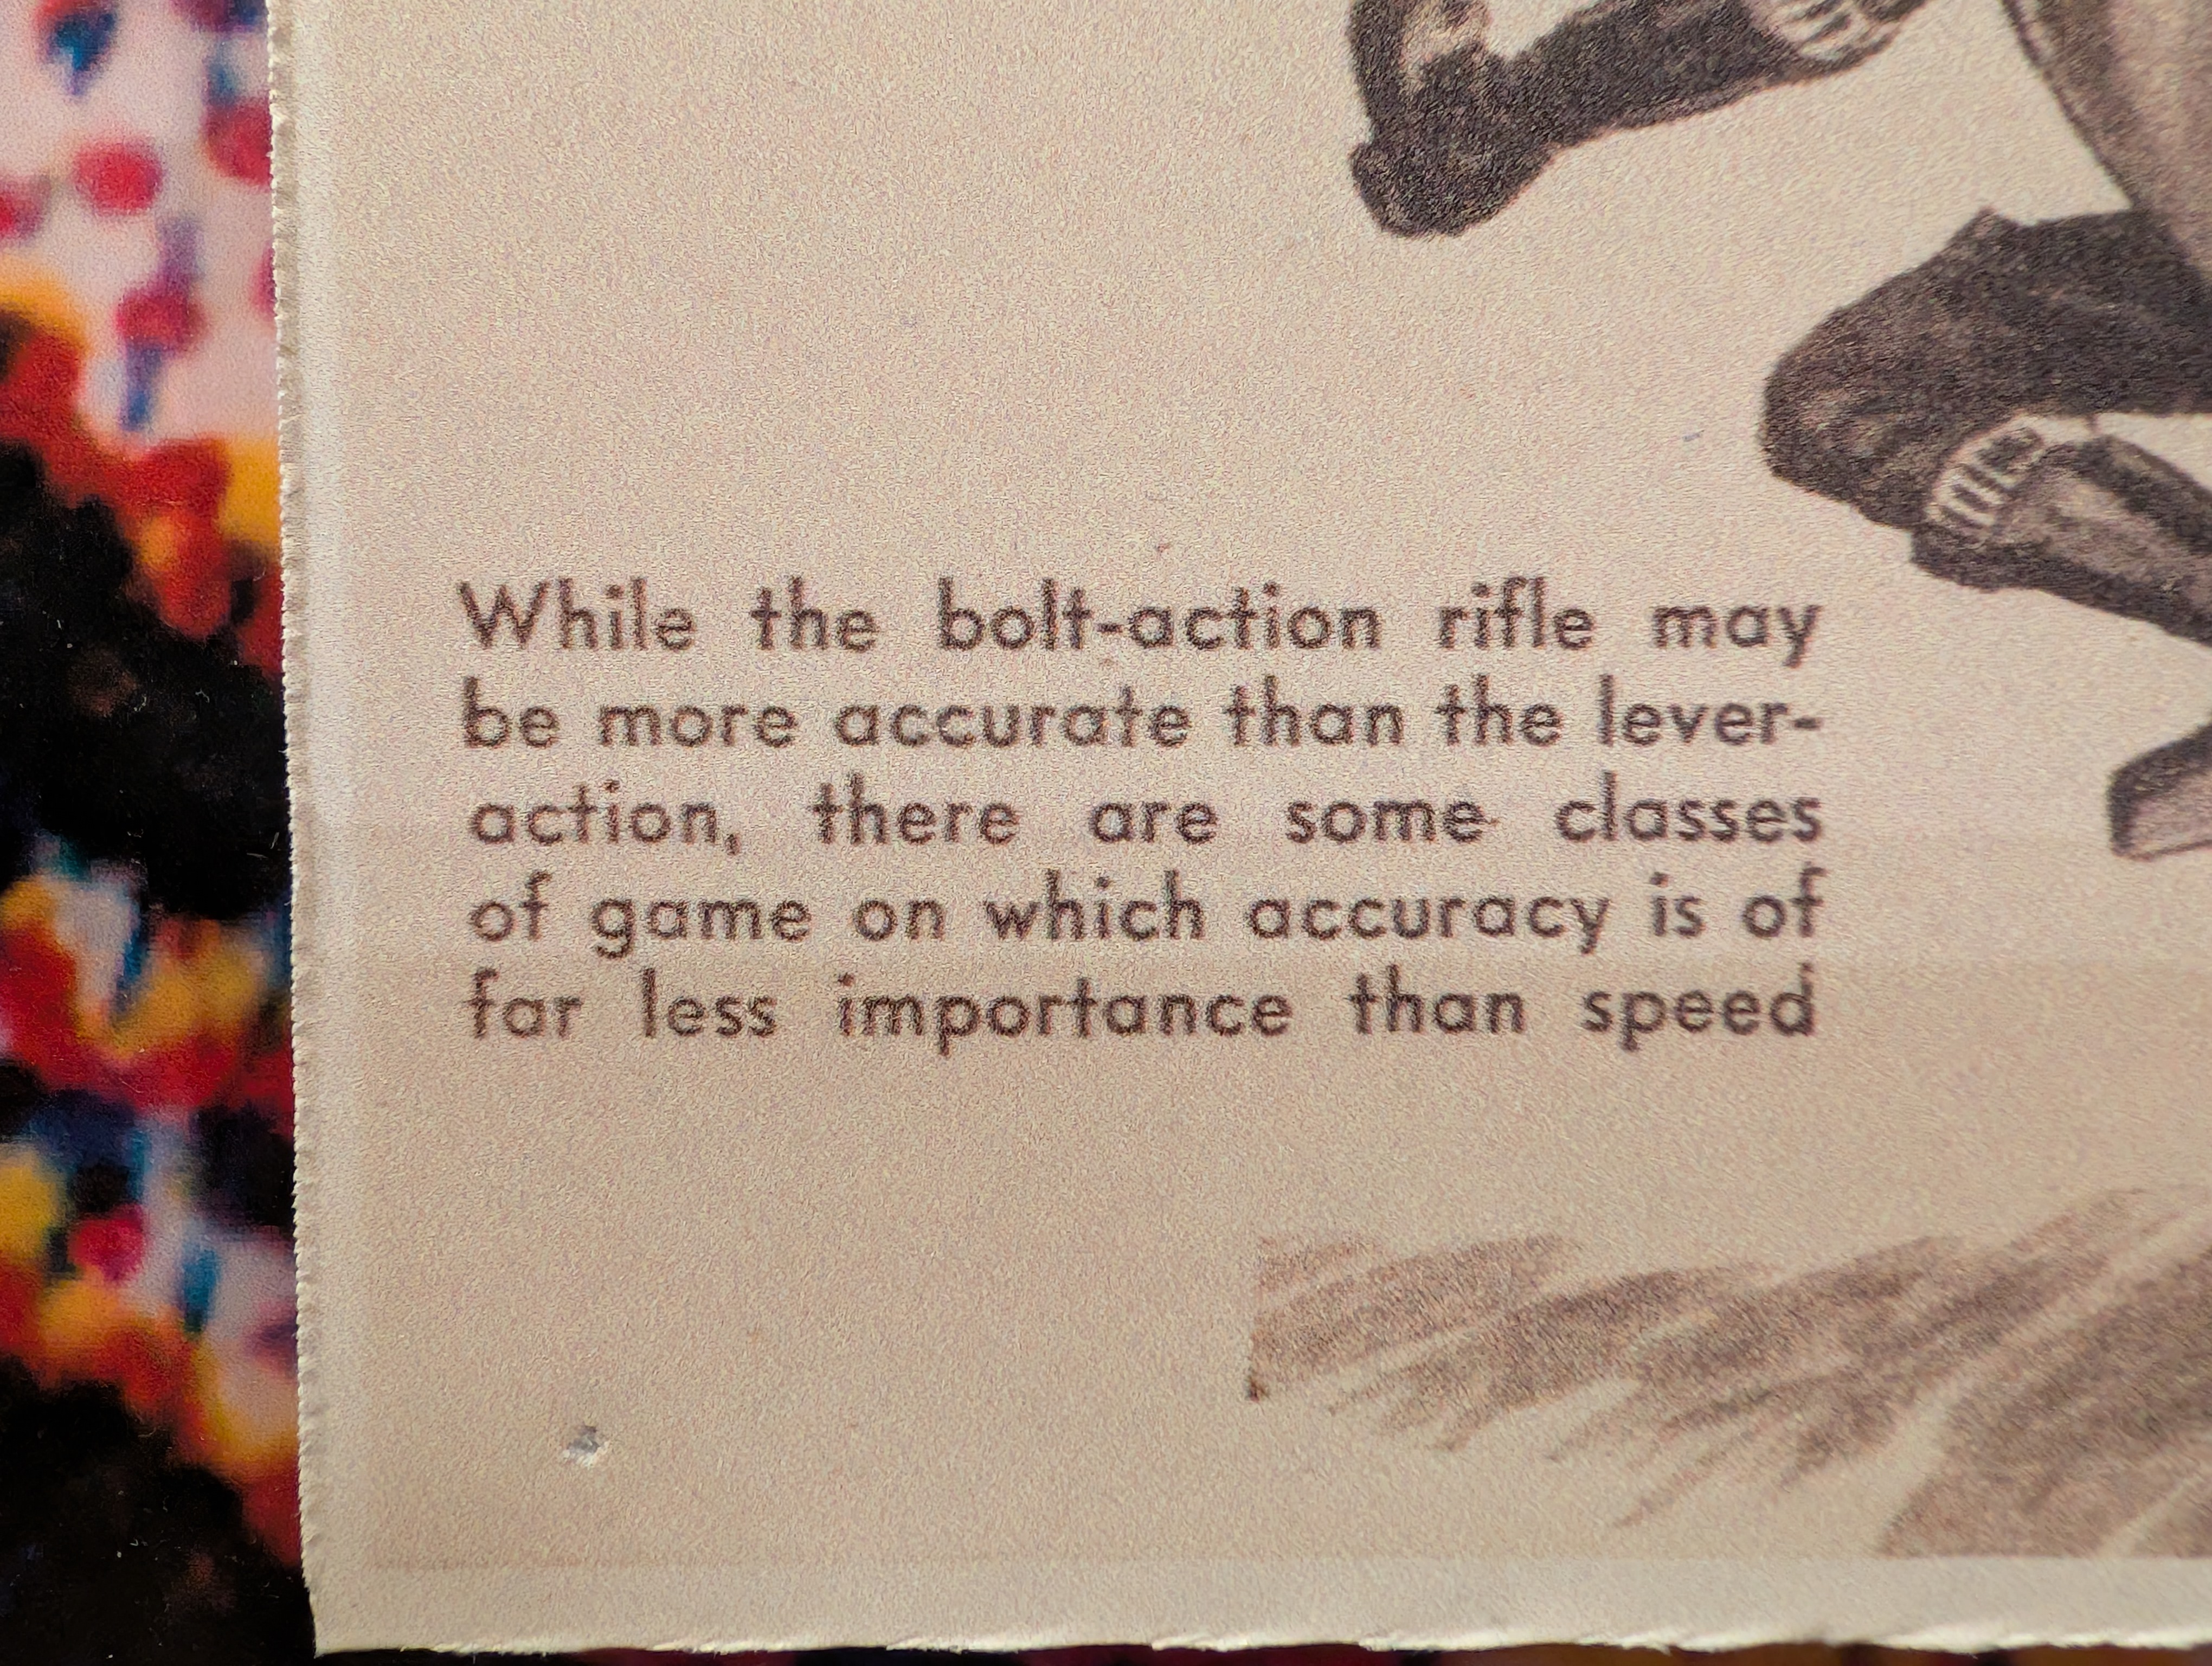 While the bolt-action rifle may
be more accurate than the lever-
action, there are some classes
of game on which accuracy is of
far less importance than speed